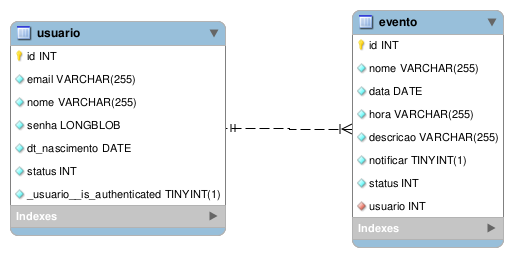 usuario
id INT
email VARCHAR(255)
nome VARCHAR(255)
senha LONGBLOB
dt_nascimento DATE
status INT
_usuario__is_authenticated TINYINT(1)
Indexes
evento
id INT
nome VARCHAR(255)
data DATE
hora VARCHAR(255)
descricao VARCHAR(255)
notificar TINYINT(1)
status INT
usuario INT
Indexes